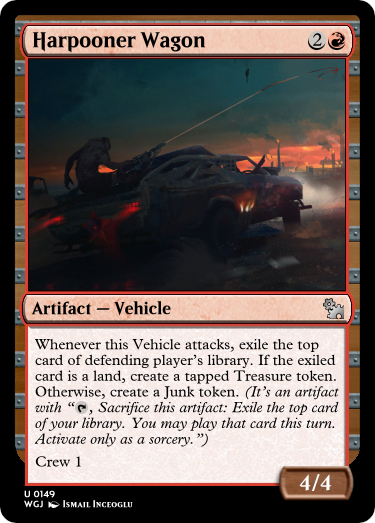 Harpooner Wagon 2
Artifact — Vehicle
Whenever this Vehicle attacks, exile the top
card of defending player's library. If the exiled
card is a land, create a tapped Treasure token.
Otherwise, create a Junk token. (It's an artifact
with “, Sacrifice this artifact: Exile the top card
of your library. You may play that card this turn.
Activate only as a sorcery.”)
Crew 1
4/4
U 0149
WGJ Ismail Inceoglu